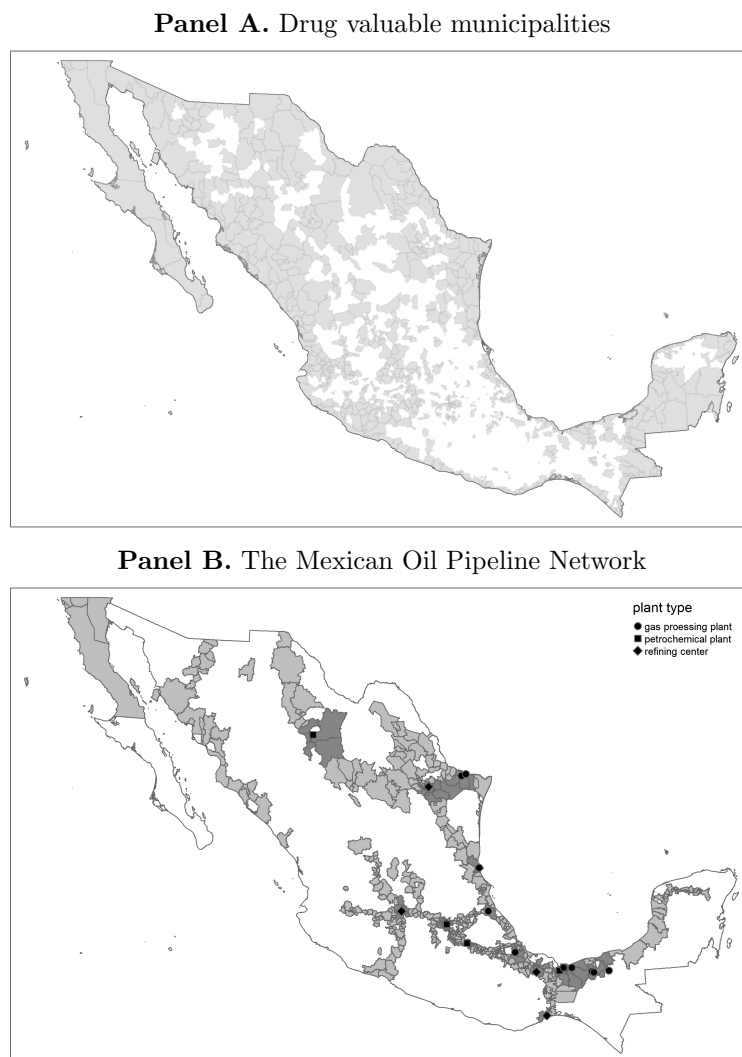 Panel A. Drug valuable municipalities
Panel B. The Mexican Oil Pipeline Network
plant type
gas proessing plant
petrochemical plant
refining center